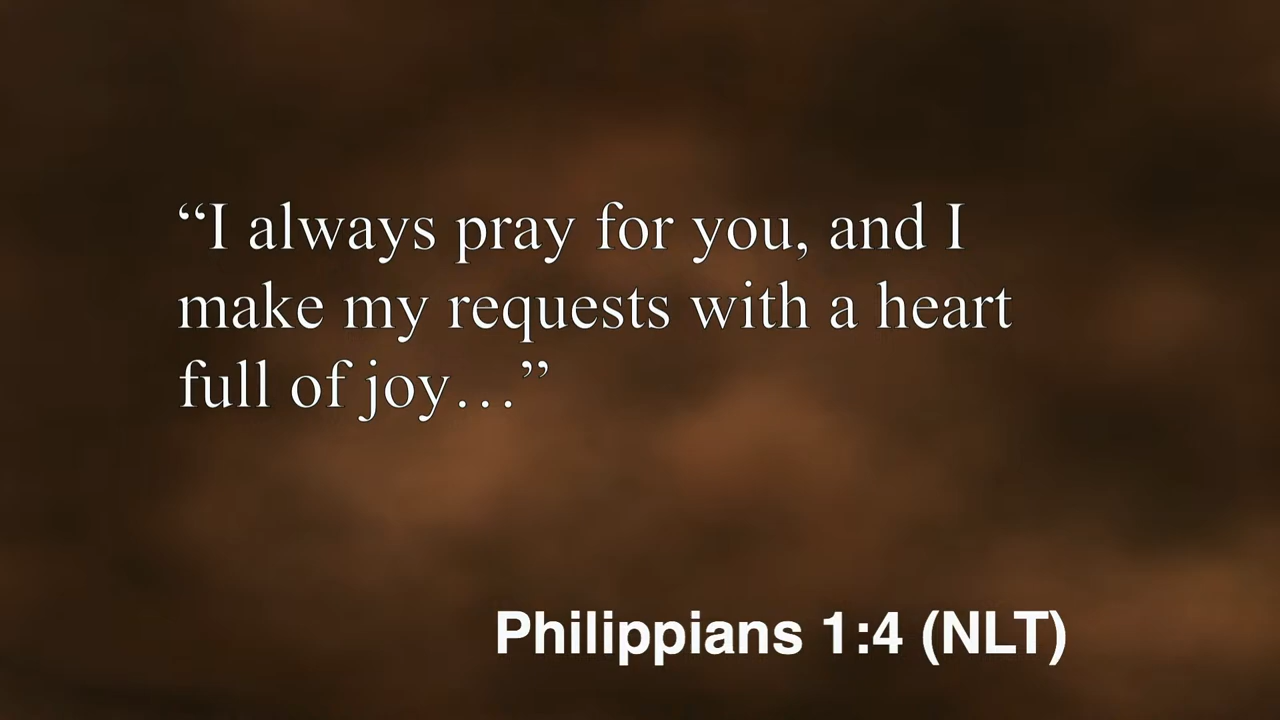 “I always pray for you, and I
make my requests with a heart
full of joy…”
Philippians 1:4 (NLT)